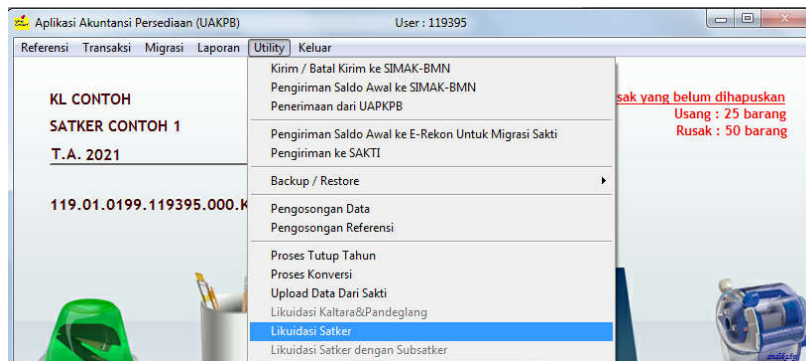 Aplikasi Akuntansi Persediaan (UAKPB) User : 119395
Referensi Transaksi Migrasi Laporan Utility Keluar
Kirim / Batal Kirim ke SIMAK-BMN
Pengiriman Saldo Awal ke SIMAK-BMN
Penerimaan dari UAPKPB
KL CONTOH
sak yang belum dihapuskan
Usang : 25 barang
SATKER CONTOH 1
Pengiriman Saldo Awal ke E-Rekon Untuk Migrasi Sakti
Rusak : 50 barang
T.A. 2021
Pengiriman ke SAKTI
Backup / Restore
119.01.0199.119395.000.K
Pengosongan Data
Pengosongan Referensi
Proses Tutup Tahun
Proses Konversi
Upload Data Dari Sakti
Likuidasi Kaltara&Pandeglang
Likuidasi Satker
Likuidasi Satker dengan Subsatker